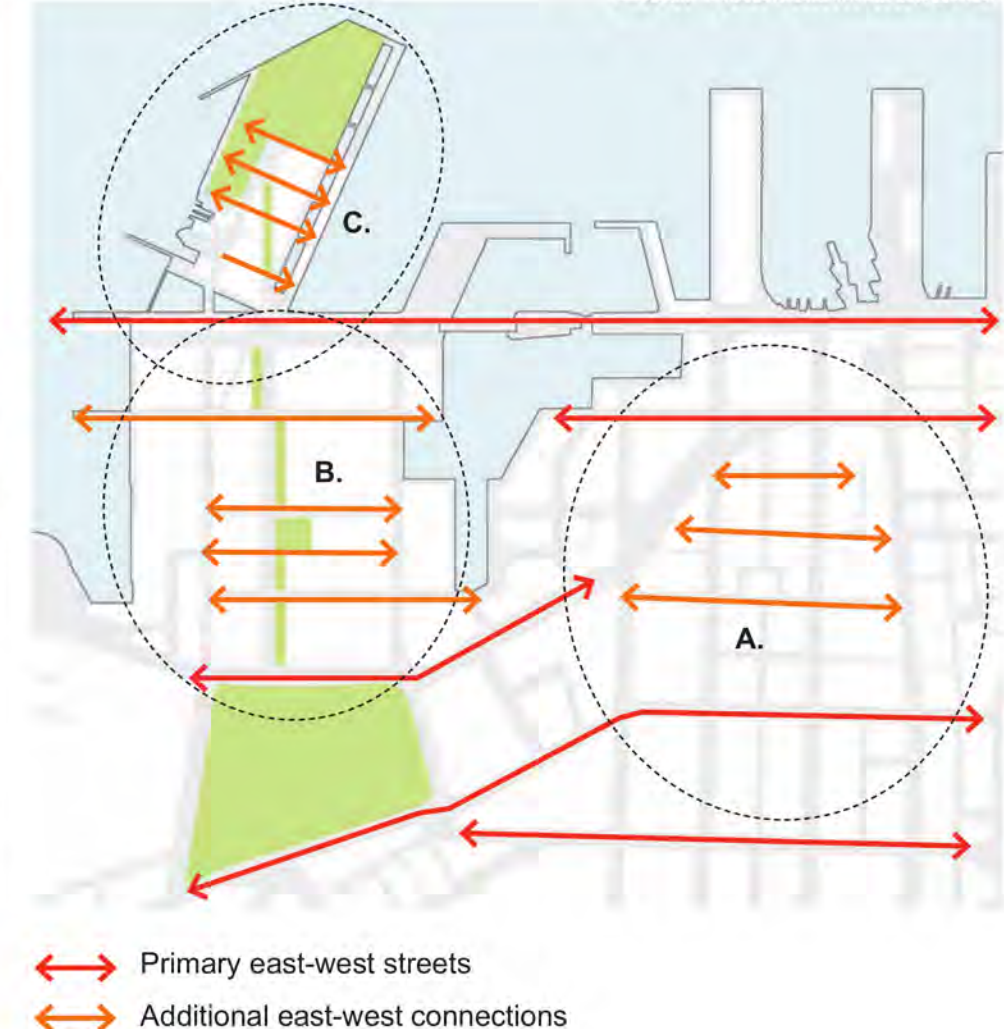 C.
B.
A.
Primary east-west streets
Additional east-west connections